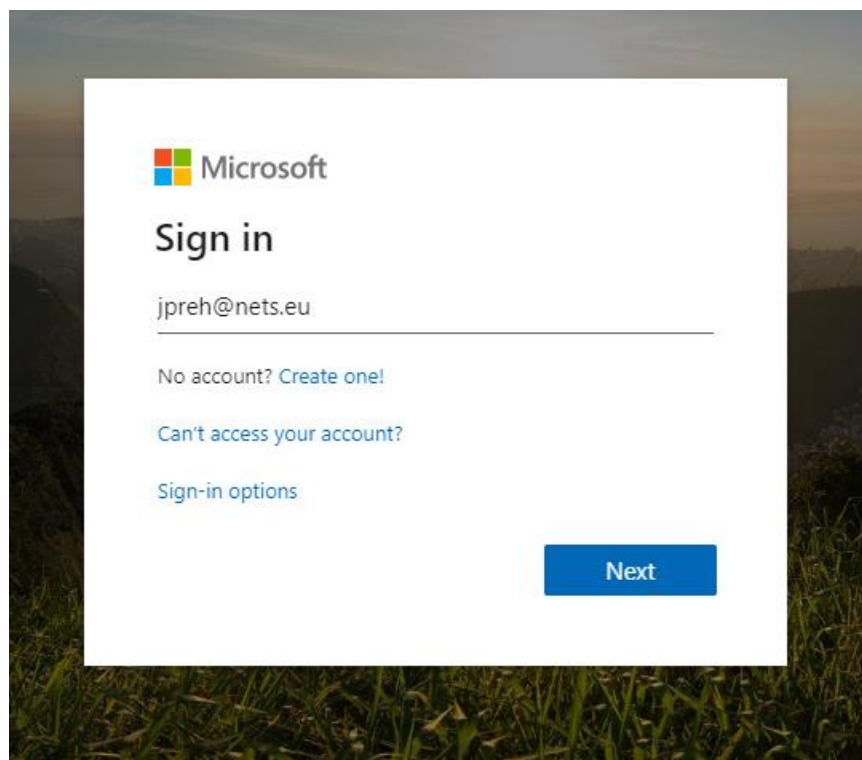 Microsoft
Sign in
jpreh@nets.eu
No account? Create one!
Can't access your account?
Sign-in options
Next